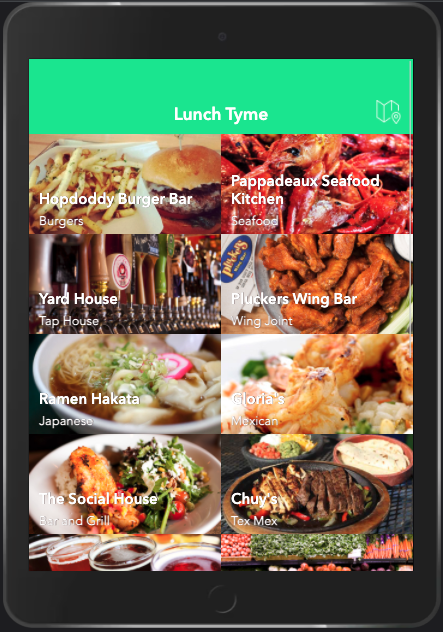 Lunch Tyme
Hopdoddy Burger Bar
Burgers
Pappadeaux Seafood
Kitchen
Seafood
Yard House
Tap House
Pluckers
Pluckers Wing Bar
Wing Joint
Ramen Hakata
Japanese
Gloria's
Mexican
The Social House
Bar and Grill
Chuy's
Tex Mex